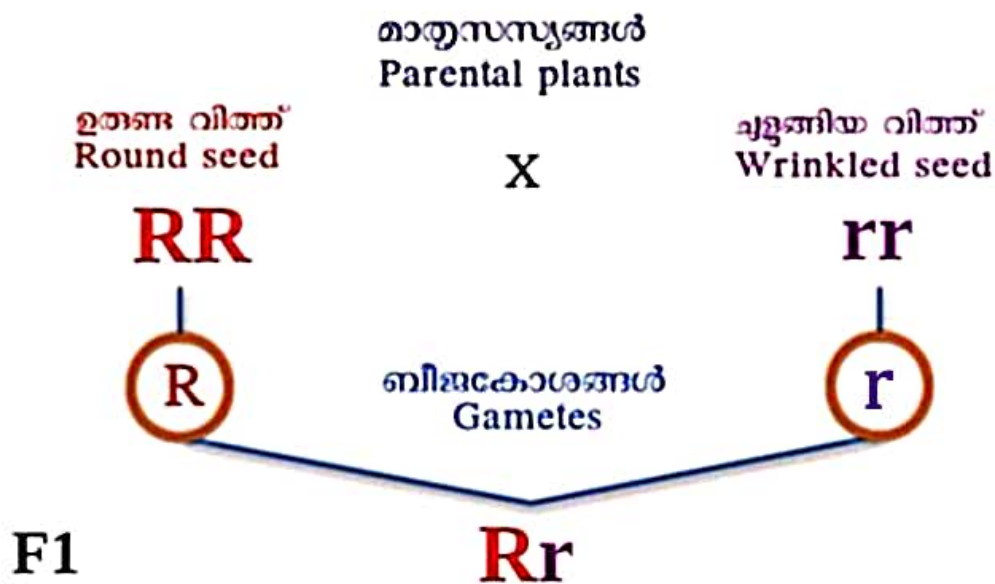 മാതൃസസ്യങ്ങൾ
Parental plants
ഉരുണ്ട വിത്ത്
Round seed
X
ചുളുങ്ങിയ വിത്ത്
Wrinkled seed
RR
rr
R
ബീജകോശങ്ങൾ
Gametes
r
F1
Rr